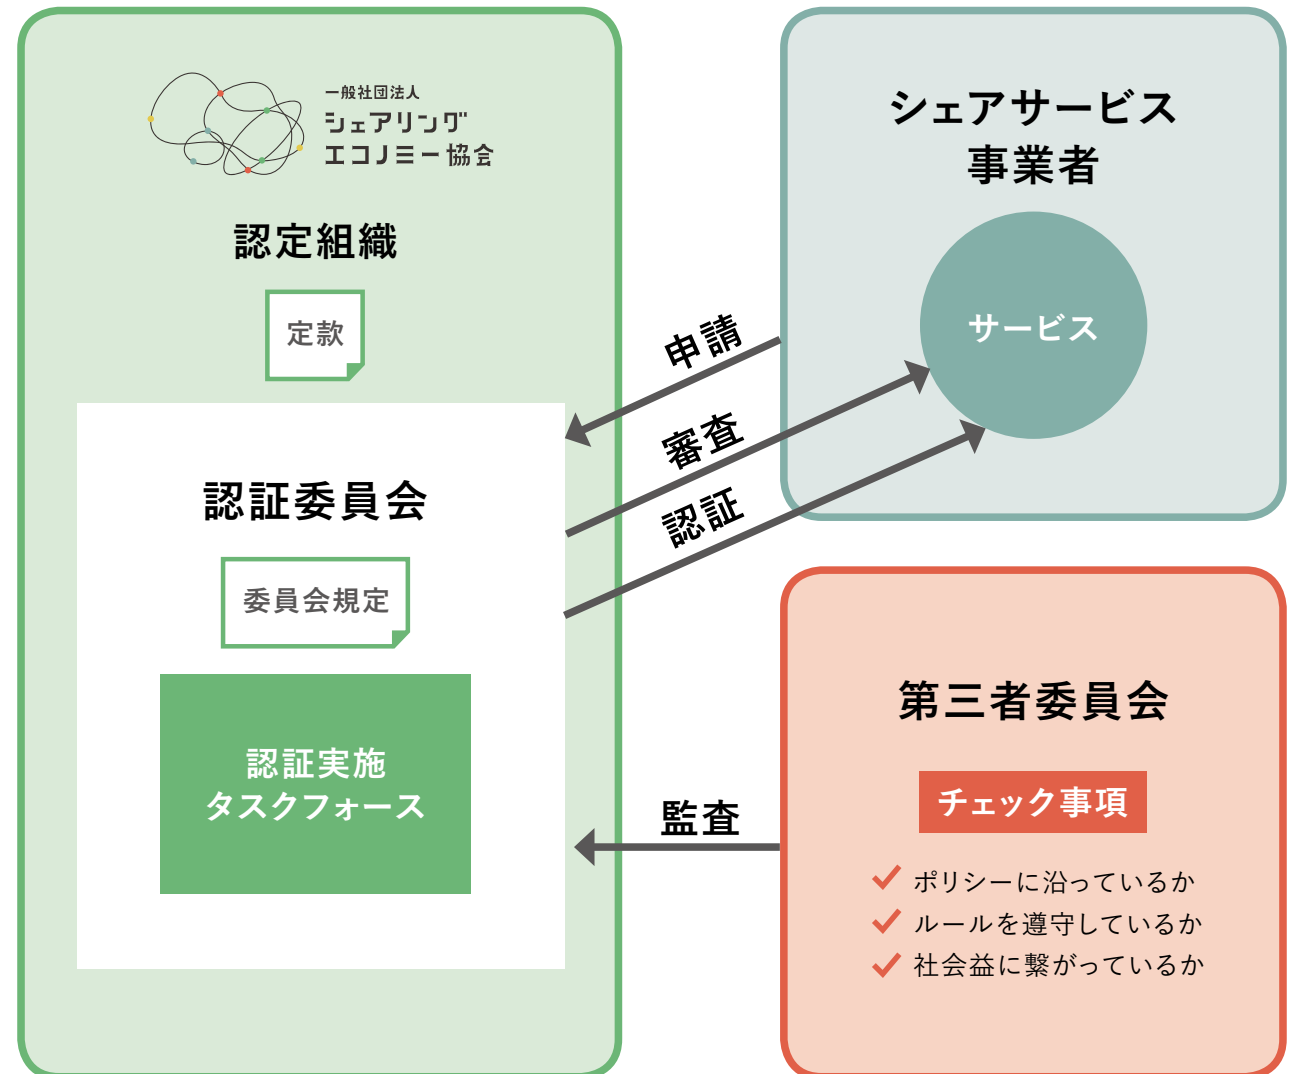 一般社団法人
シェアリング
エコノミー協会
認定組織
定款
認証委員会
委員会規定
認証実施
タスクフォース
申請
審査
認証
監査
シェアサービス
事業者
サービス
第三者委員会
チェック事項
ポリシーに沿っているか
ルールを遵守しているか
社会益に繋がっているか